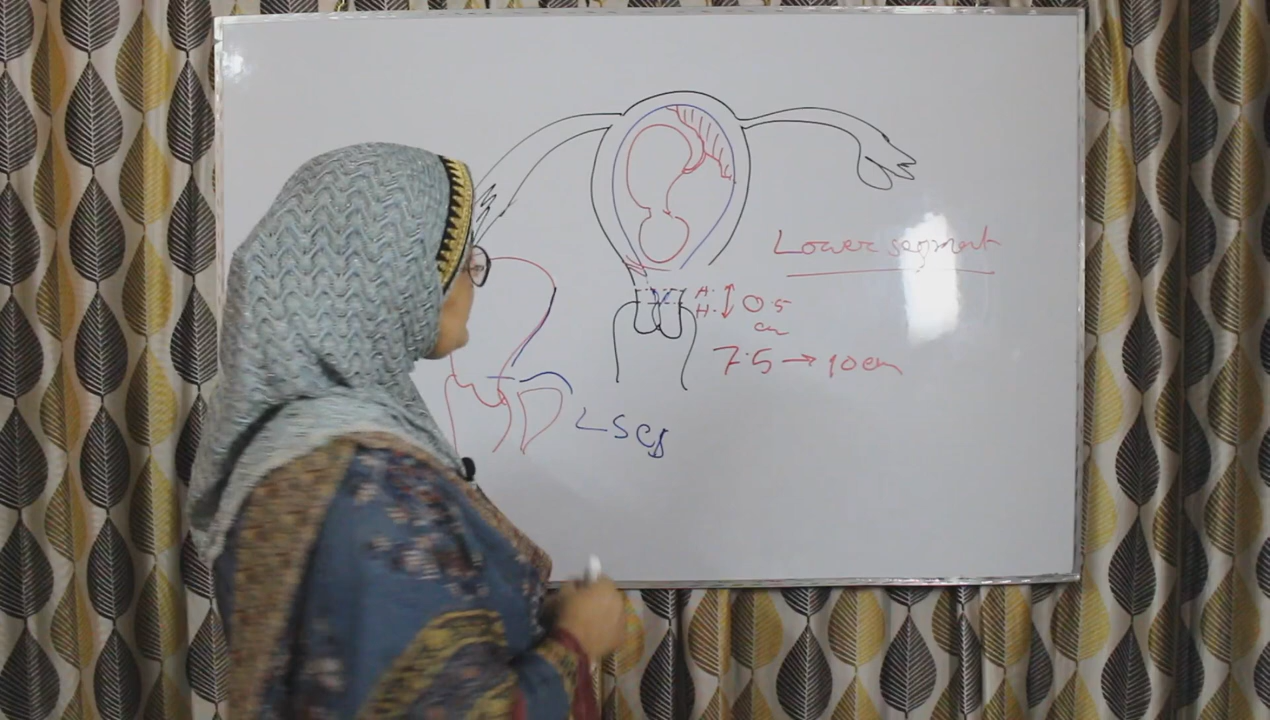 Lower segment
A.
H.
0.5
cm
7.5 → 10cm
LSCS